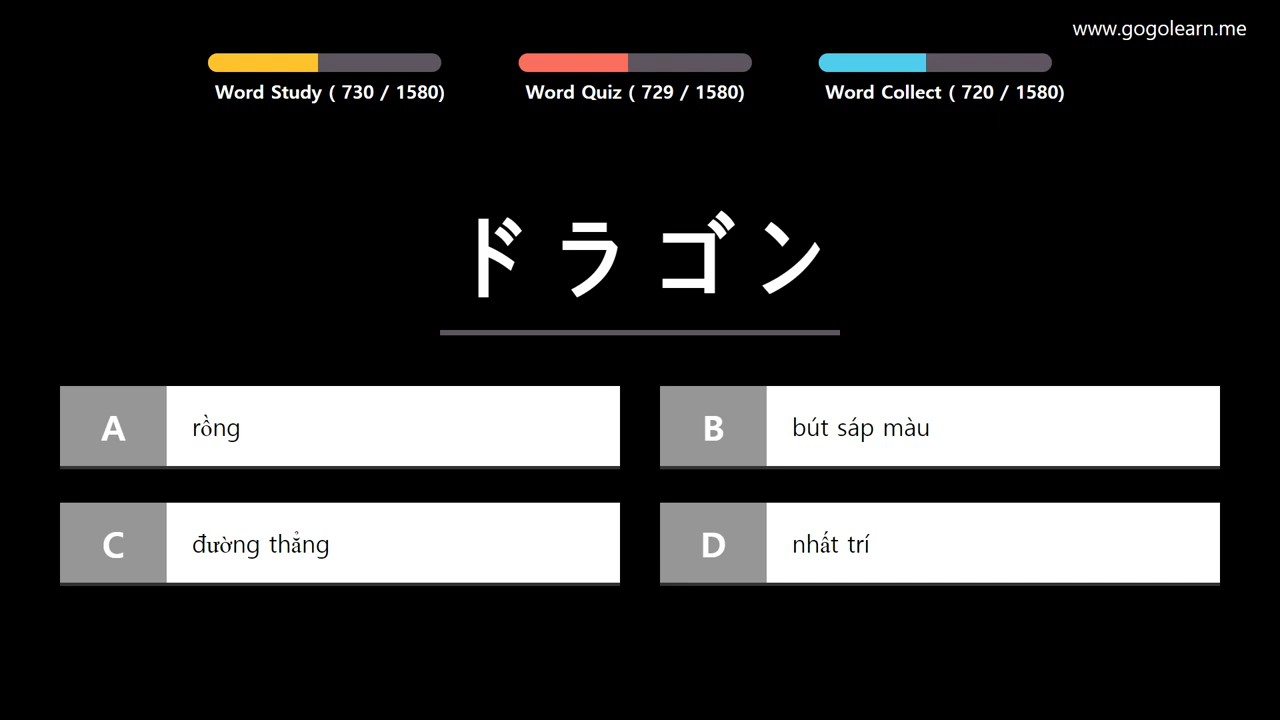 www.gogolearn.me
Word Study ( 730 / 1580)
Word Quiz ( 729 / 1580)
Word Collect ( 720 / 1580)
ドラゴン
A
rồng
B
bút sáp màu
C
đường thẳng
D
nhất trí